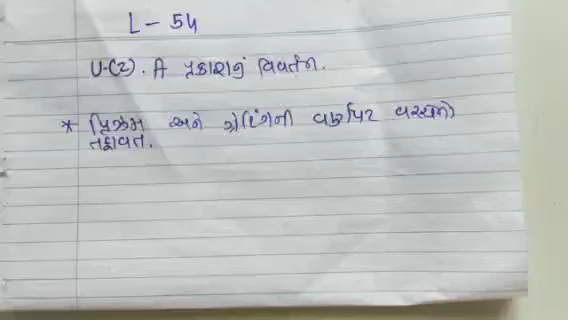 L - 54
U-(2). A પ્રકાશનું વિવર્તન.
* પ્રિઝમ અને ગ્રેટિંગની વર્ણપટ વચ્ચેનો
તફાવત.